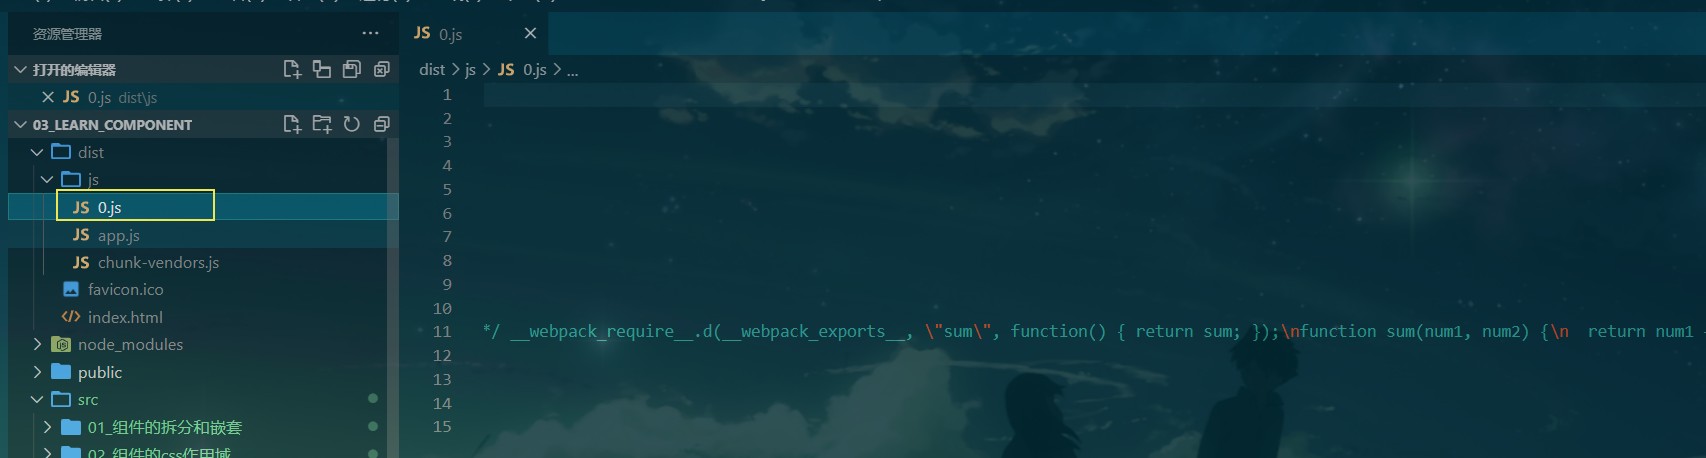 资源管理器 ...
打开的编辑器
JS 0.js dist\js
03_LEARN_COMPONENT
dist
js
JS 0.js
JS app.js
JS chunk-vendors.js
favicon.ico
</> index.html
node_modules
public
src
01_组件的拆分和嵌套
02_组件的css作用域
JS 0.js
dist > js > JS 0.js > ...
1
2
3
4
5
6
7
8
9
10
11 */ __webpack_require__.d(__webpack_exports__, \"sum\", function() { return sum; });\nfunction sum(num1, num2) {\n  return num1
12
13
14
15